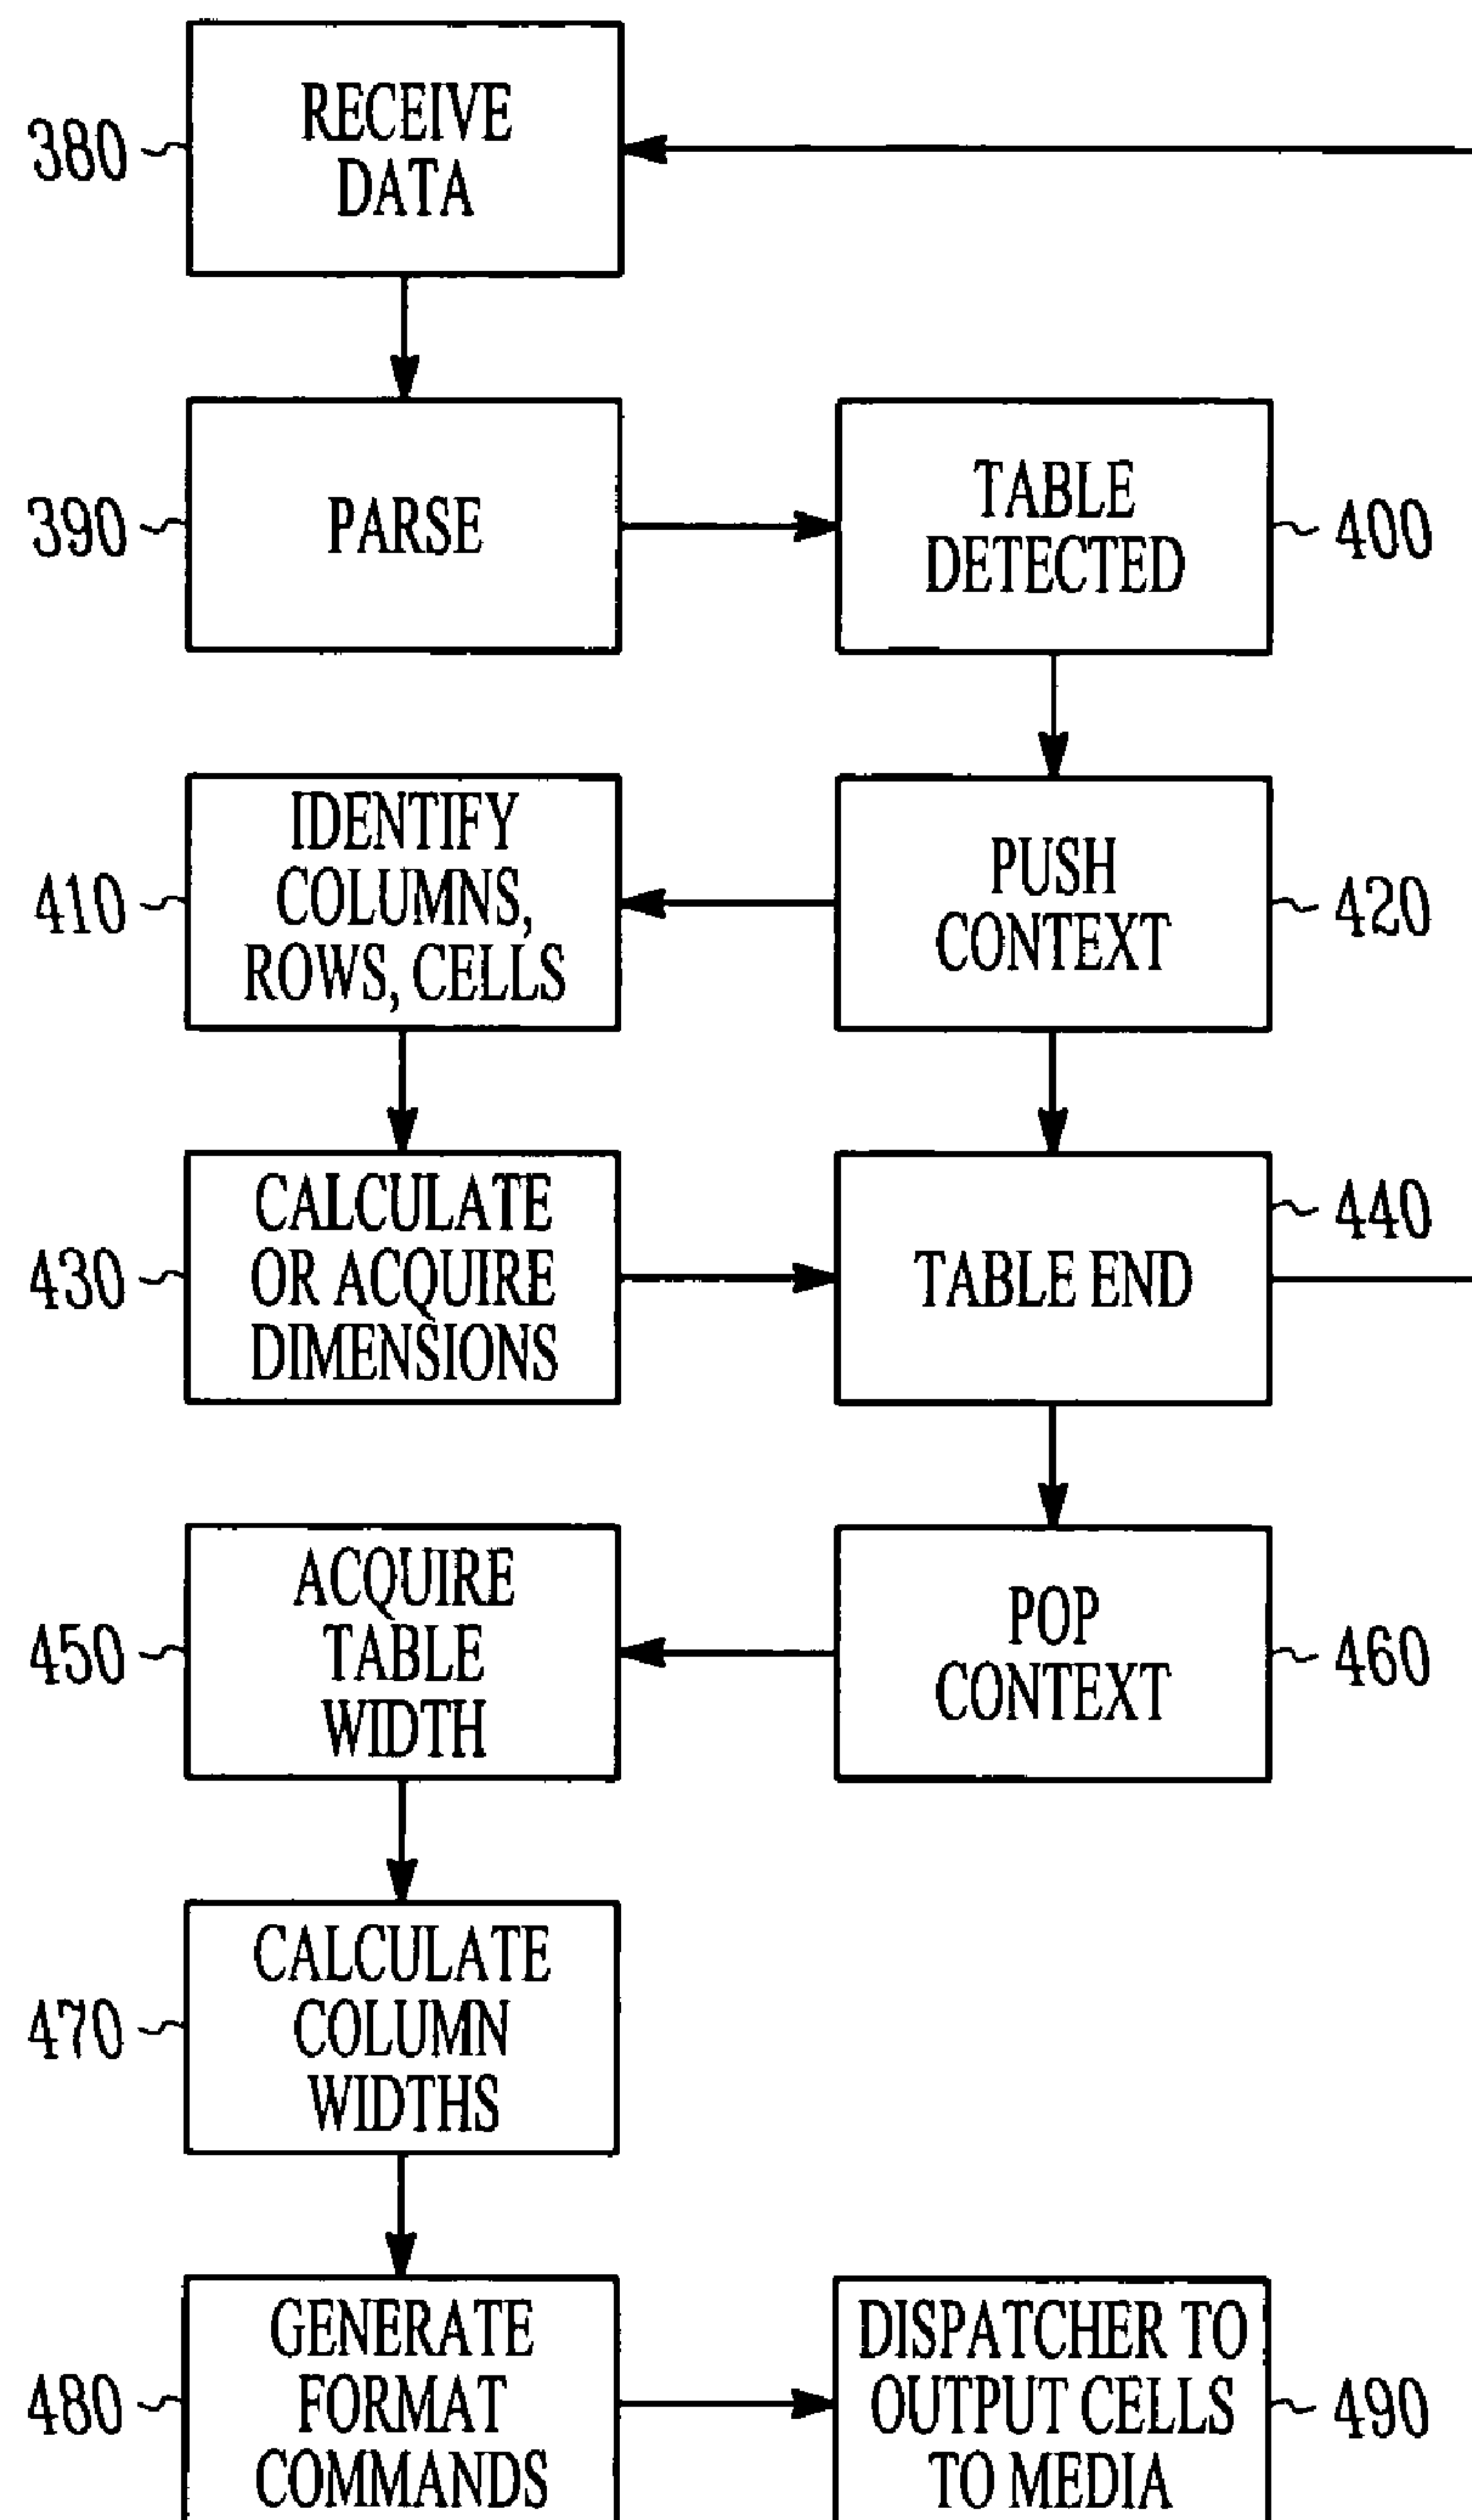 RECEIVE
DATA
380
PARSE
390
TABLE
DETECTED
400
IDENTIFY
COLUMNS,
ROWS, CELLS
410
PUSH
CONTEXT
420
CALCULATE
OR ACQUIRE
DIMENSIONS
430
TABLE END
440
ACQUIRE
TABLE
WIDTH
450
POP
CONTEXT
460
CALCULATE
COLUMN
WIDTHS
470
GENERATE
FORMAT
COMMANDS
480
DISPATCHER TO
OUTPUT CELLS
TO MEDIA
490